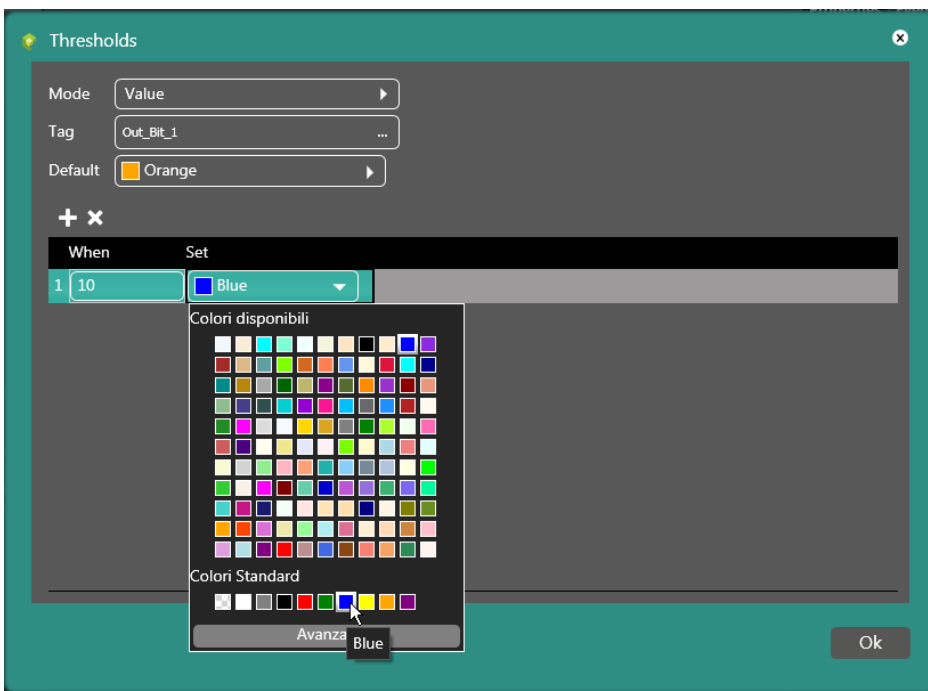 Thresholds
Mode Value
Tag Out_Bit_1 ...
Default Orange
When Set
1 10 Blue
Colori disponibili
Colori Standard
Avanza
Blue
Ok